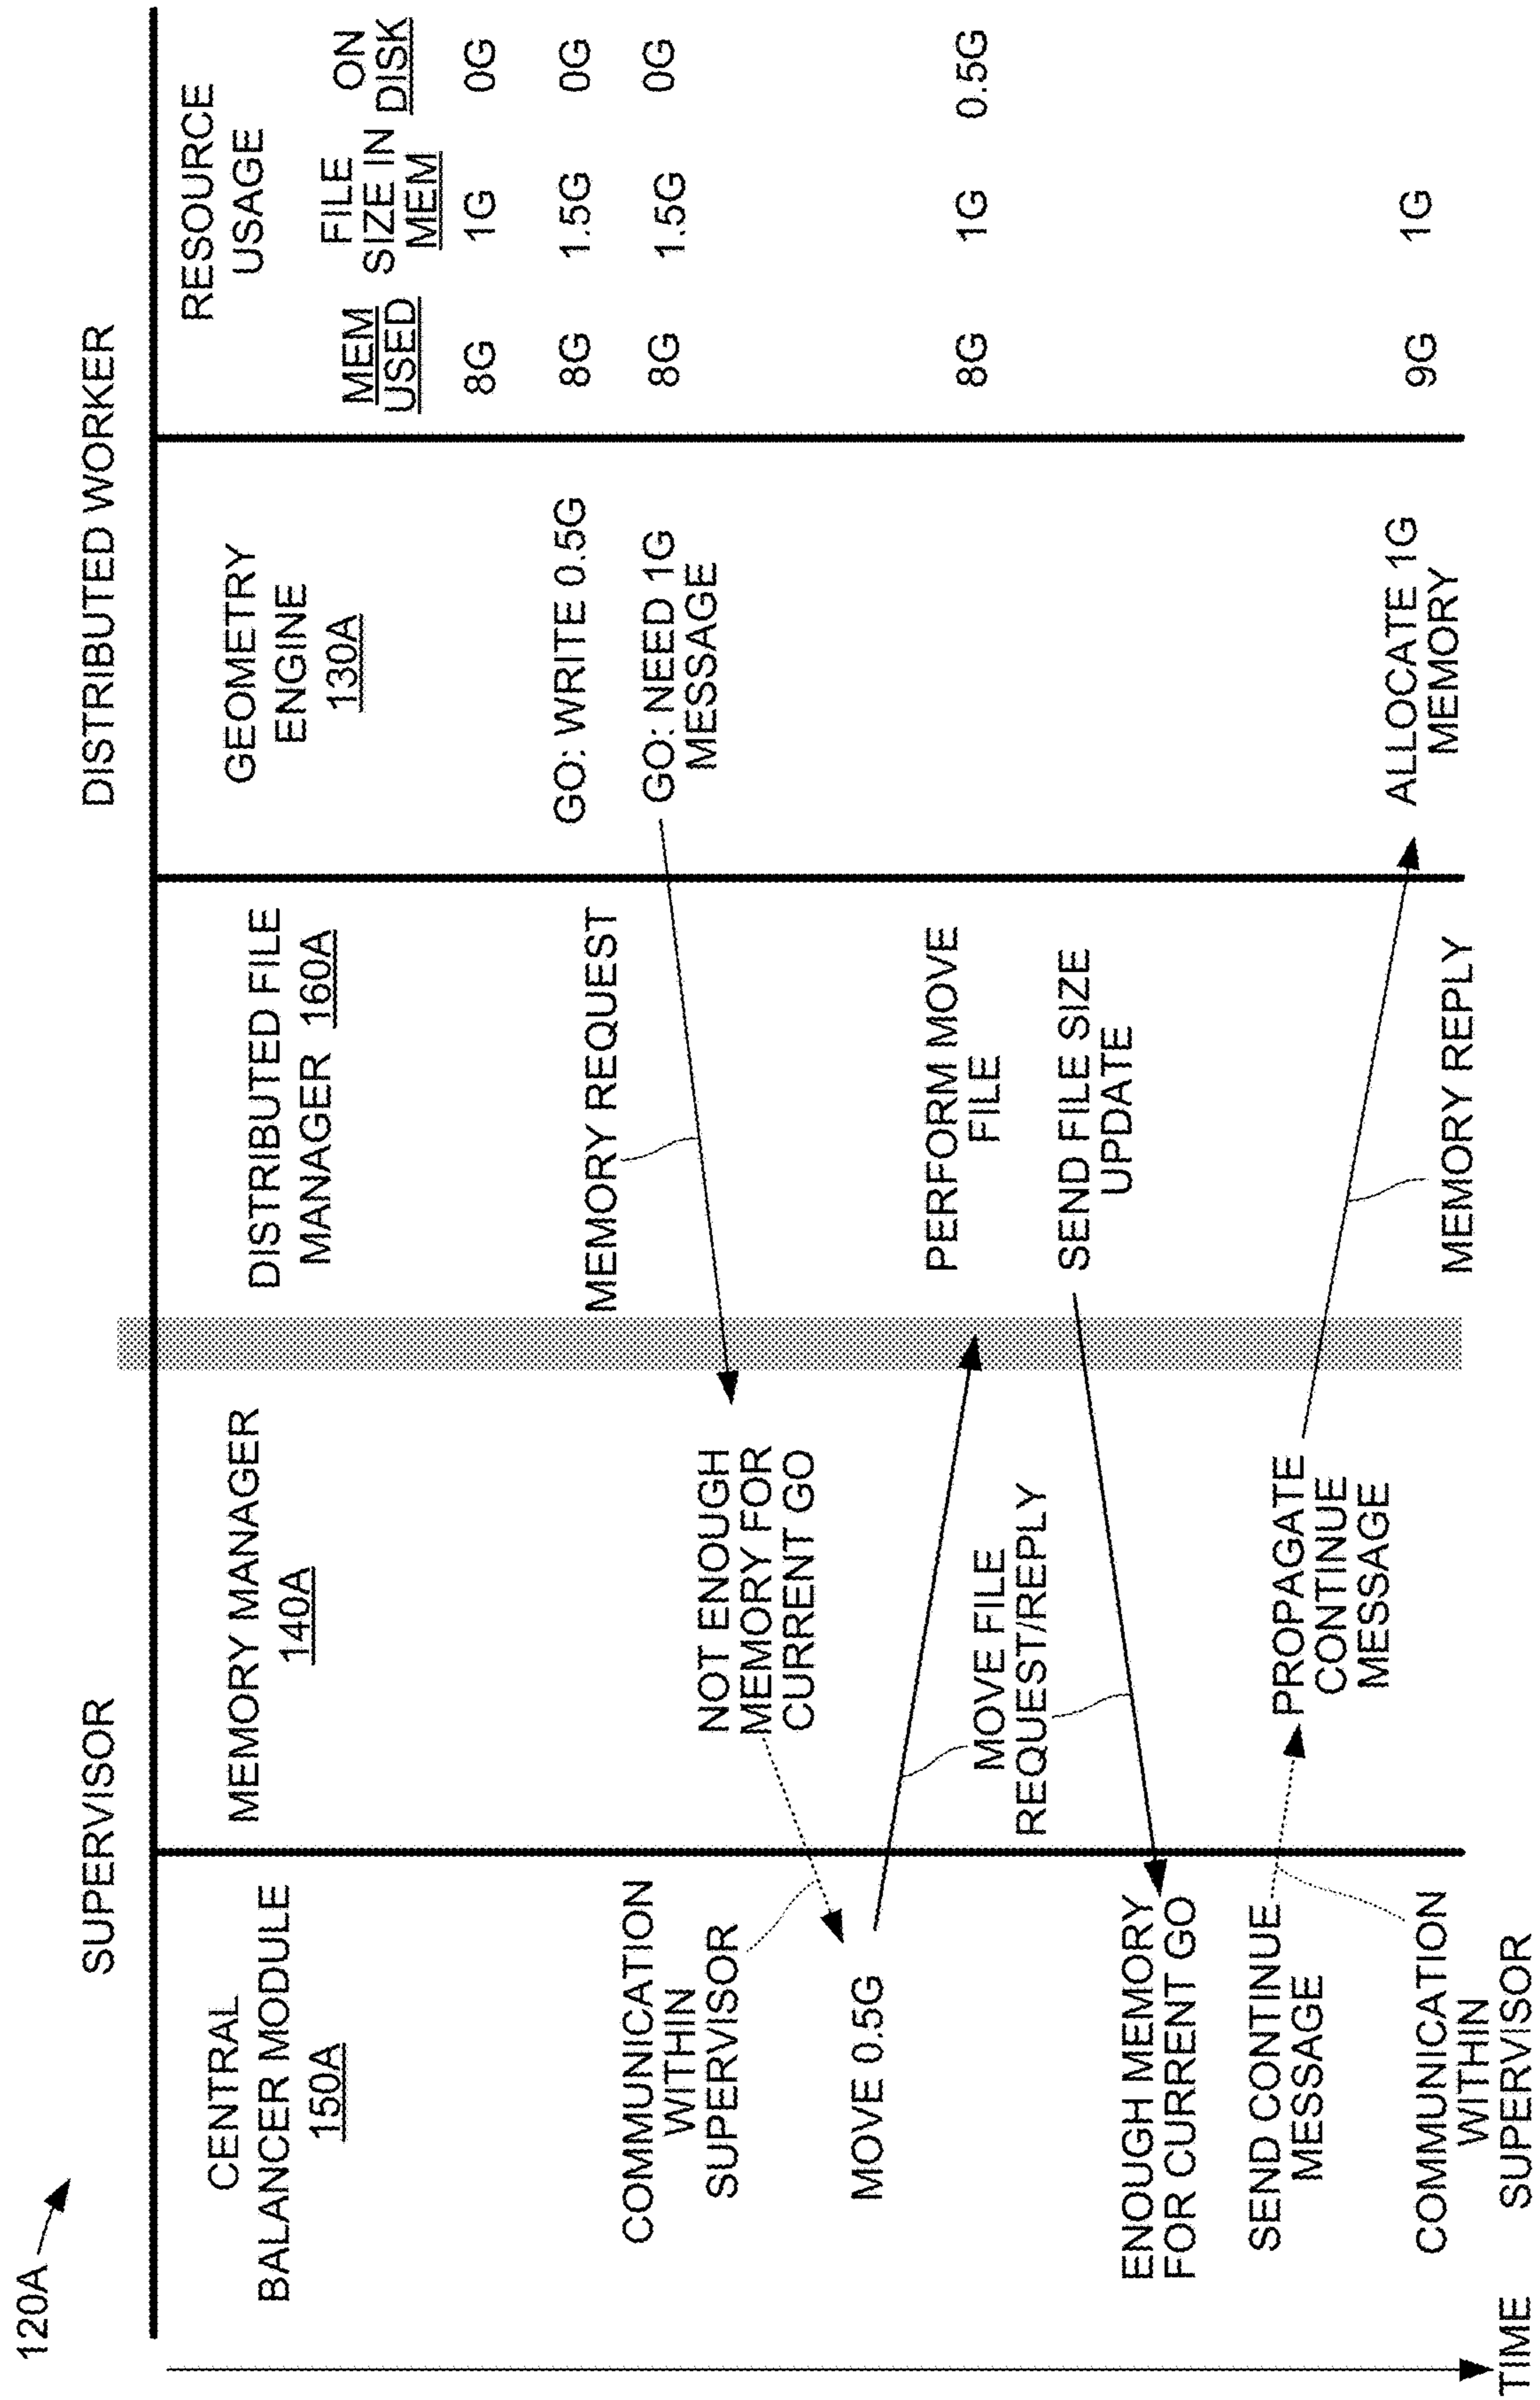 120A
SUPERVISOR
DISTRIBUTED WORKER
CENTRAL
BALANCER MODULE
150A
MEMORY MANAGER
140A
DISTRIBUTED FILE
MANAGER 160A
GEOMETRY
ENGINE
130A
RESOURCE
USAGE
MEM
USED
FILE
SIZE IN
MEM
ON
DISK
8G 1G 0G
GO: WRITE 0.5G
8G 1.5G 0G
MEMORY REQUEST
GO: NEED 1G
MESSAGE
8G 1.5G 0G
COMMUNICATION
WITHIN
SUPERVISOR
NOT ENOUGH
MEMORY FOR
CURRENT GO
MOVE 0.5G
PERFORM MOVE
FILE
8G 1G 0.5G
MOVE FILE
REQUEST/REPLY
SEND FILE SIZE
UPDATE
ENOUGH MEMORY
FOR CURRENT GO
SEND CONTINUE
MESSAGE
PROPAGATE
CONTINUE
MESSAGE
ALLOCATE 1G
MEMORY
9G 1G
COMMUNICATION
WITHIN
SUPERVISOR
MEMORY REPLY
TIME